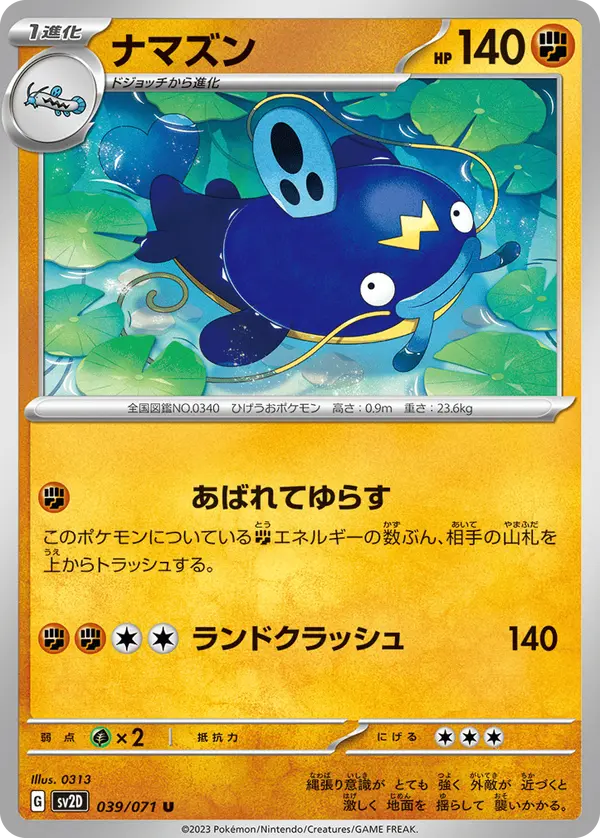 1進化
ナマズン
HP 140
ドジョッチから進化
全国図鑑NO.0340 ひげうおポケモン 高さ:0.9m 重さ:23.6kg
あばれてゆらす
このポケモンについているエネルギーの数ぶん、相手の山札を
上からトラッシュする。
ランドクラッシュ 140
弱点 ×2 抵抗力 にげる
Illus. 0313
G sv2D 039/071 U
縄張り意識が とても 強く 外敵が 近づくと
激しく 地面を 揺らして 襲いかかる。
©2023 Pokémon/Nintendo/Creatures/GAME FREAK.